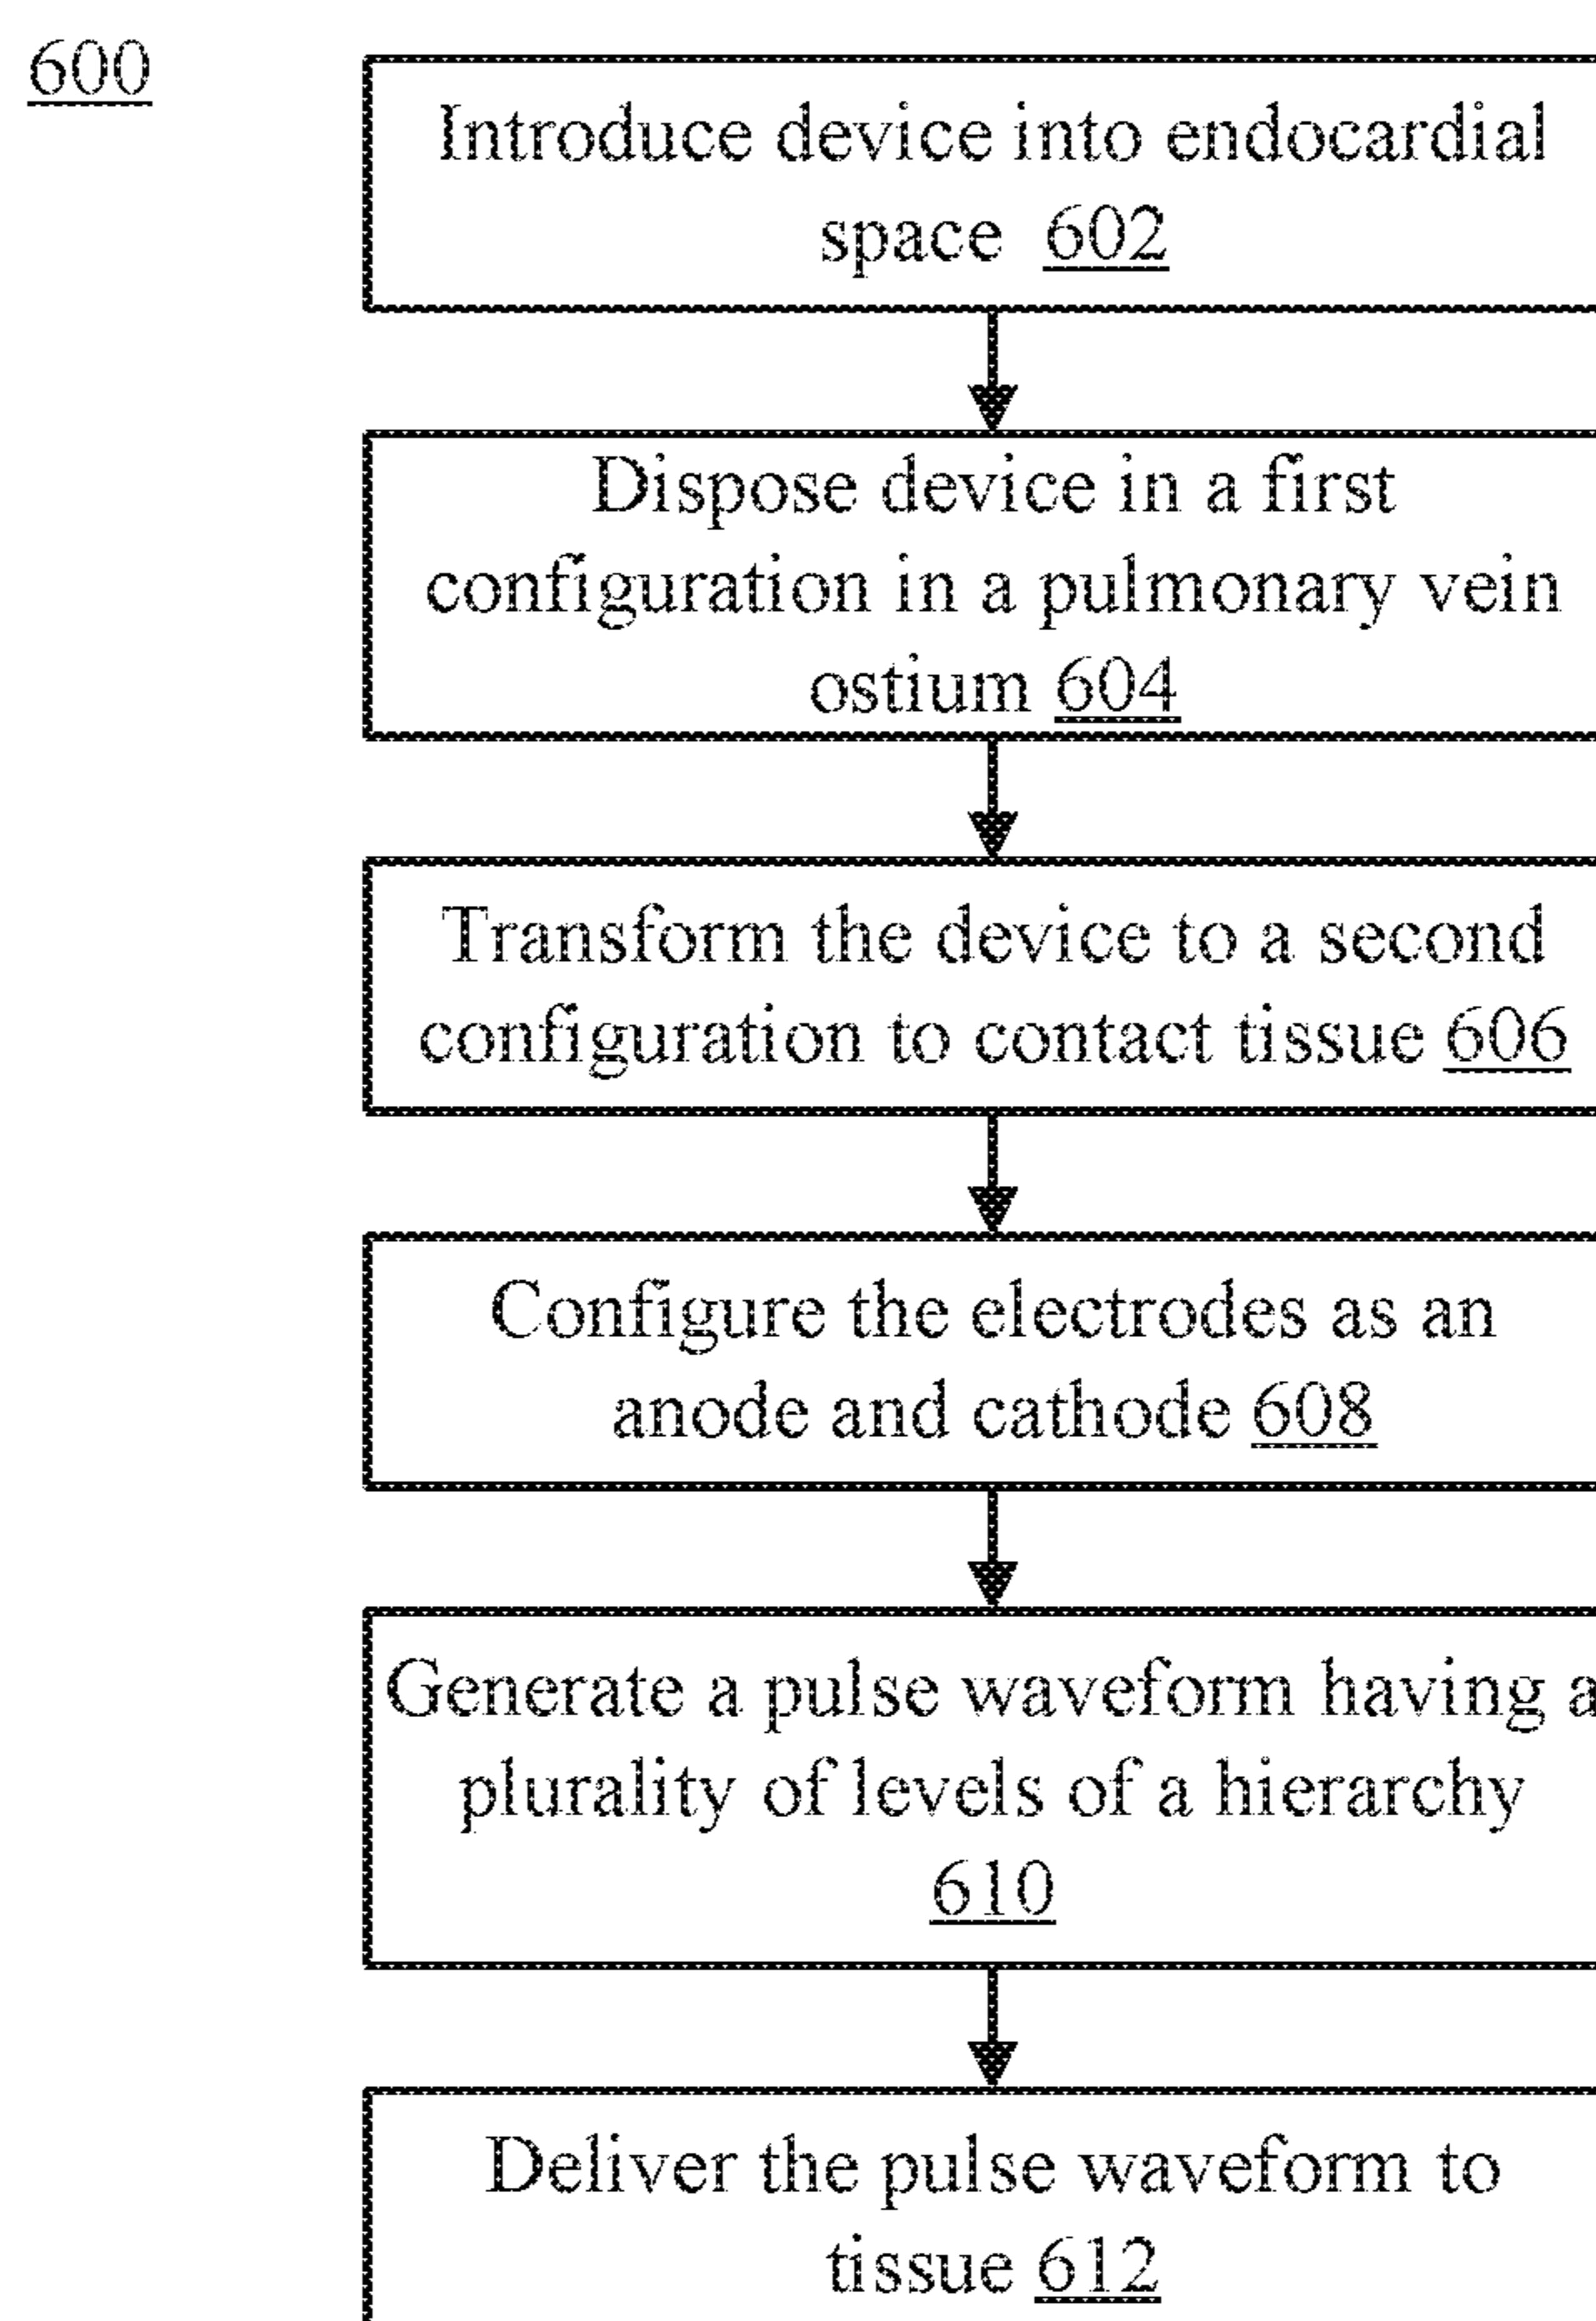 600
Introduce device into endocardial
space 602
Dispose device in a first
configuration in a pulmonary vein
ostium 604
Transform the device to a second
configuration to contact tissue 606
Configure the electrodes as an
anode and cathode 608
Generate a pulse waveform having a
plurality of levels of a hierarchy
610
Deliver the pulse waveform to
tissue 612